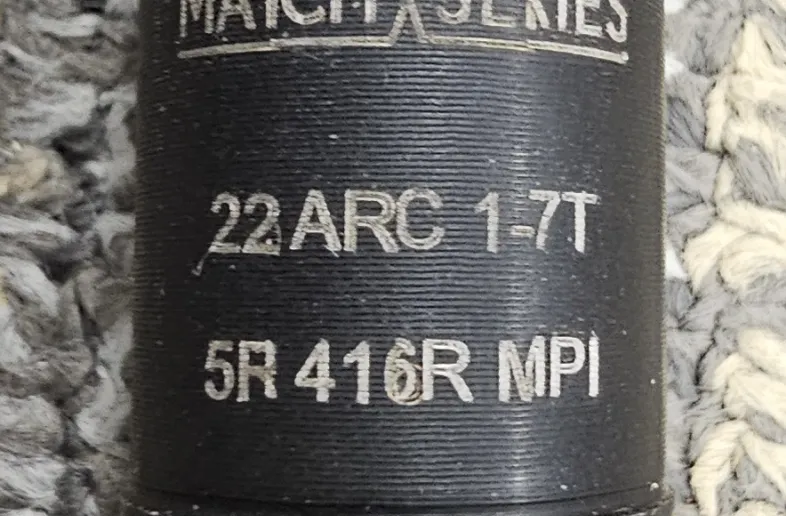 MATCH SERIES
.22 ARC 1-7T
5R 416R MPI